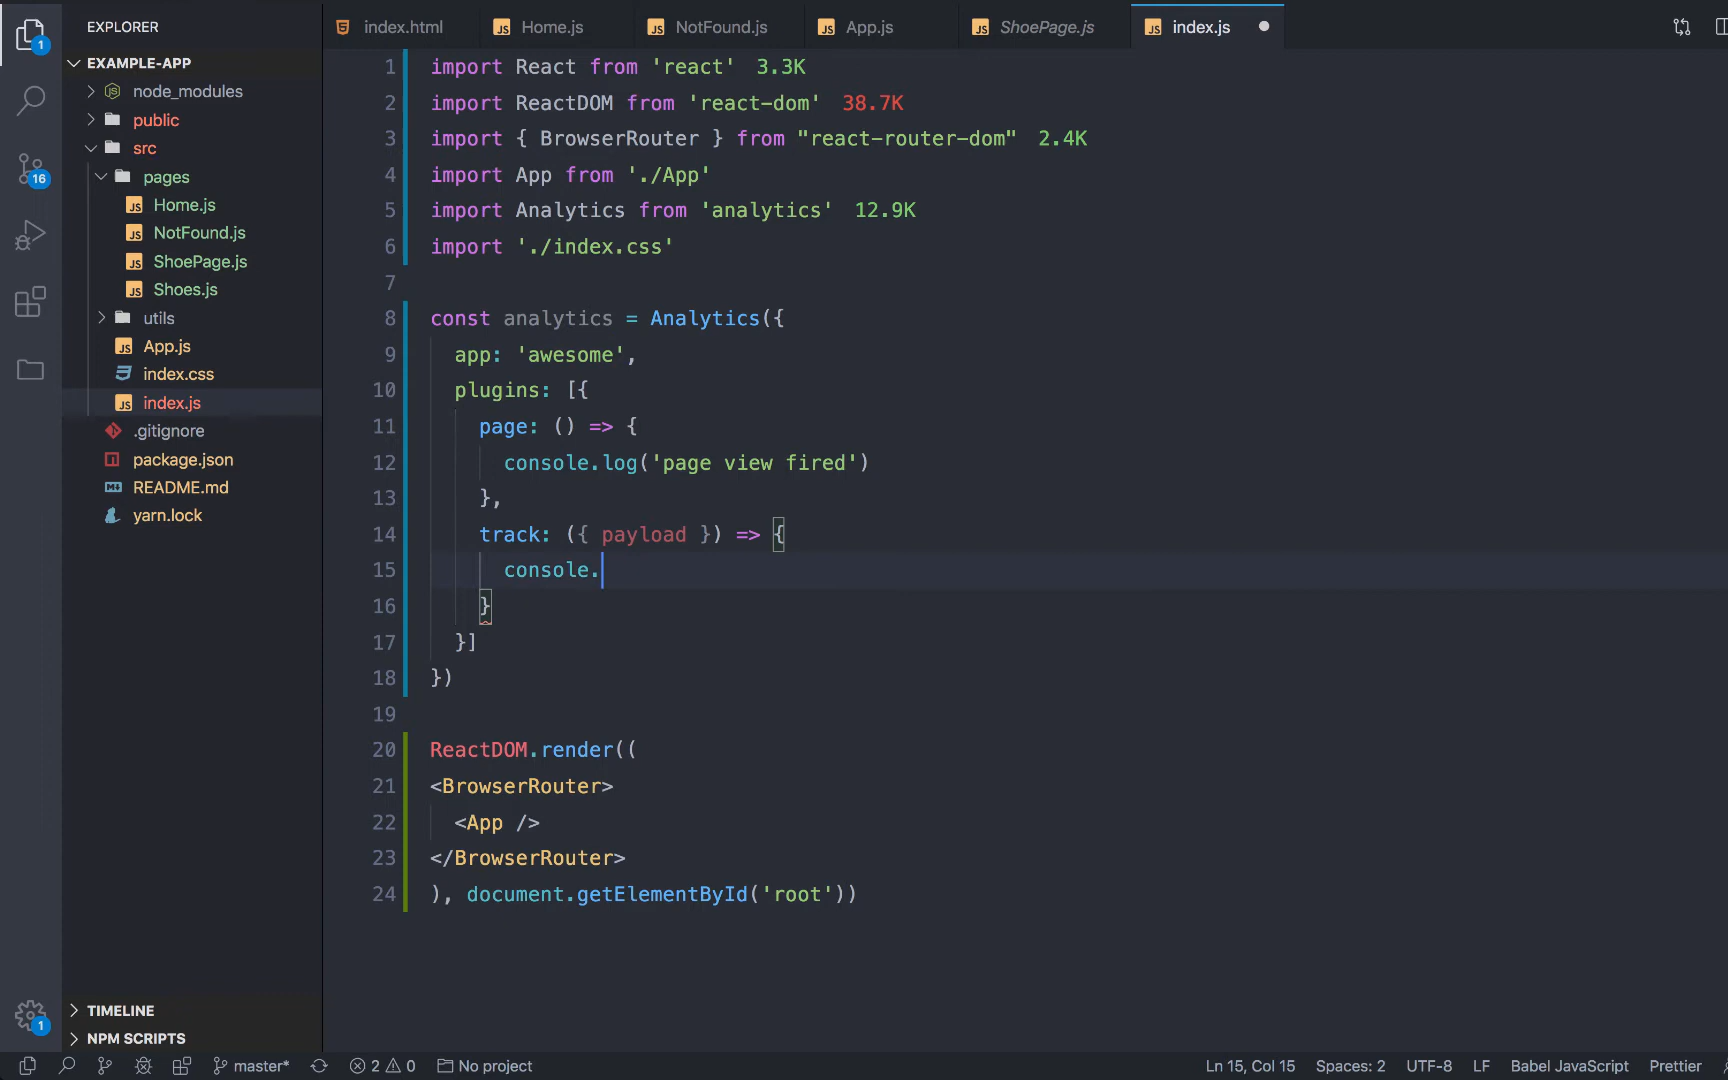 EXPLORER
index.html
Home.js
NotFound.js
App.js
ShoePage.js
index.js
EXAMPLE-APP
node_modules
public
src
pages
Home.js
NotFound.js
ShoePage.js
Shoes.js
utils
App.js
index.css
index.js
.gitignore
package.json
README.md
yarn.lock
TIMELINE
NPM SCRIPTS
1
16
1
1 import React from 'react' 3.3K
2 import ReactDOM from 'react-dom' 38.7K
3 import { BrowserRouter } from "react-router-dom" 2.4K
4 import App from './App'
5 import Analytics from 'analytics' 12.9K
6 import './index.css'
7
8 const analytics = Analytics({
9 app: 'awesome',
10 plugins: [{
11 page: () => {
12 console.log('page view fired')
13 },
14 track: ({ payload }) => {
15 console.
16 }
17 }]
18 })
19
20 ReactDOM.render((
21 <BrowserRouter>
22 <App />
23 </BrowserRouter>
24 ), document.getElementById('root'))
master* 2 0 No project Ln 15, Col 15 Spaces: 2 UTF-8 LF Babel JavaScript Prettier